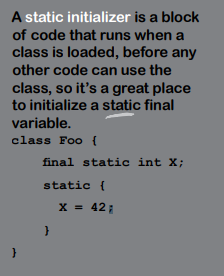 A static initializer is a block
of code that runs when a
class is loaded, before any
other code can use the
class, so it's a great place
to initialize a static final
variable.
class Foo {
final static int X;
static {
X = 42;
}
}